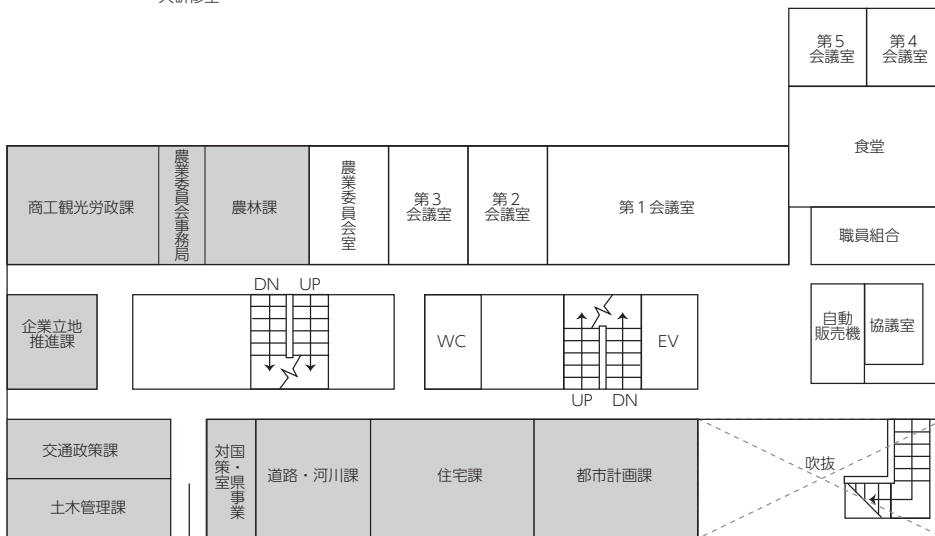 第5
会議室
第4
会議室
食堂
商工観光労政課
農業委員会事務局
農林課
農業委員会室
第3
会議室
第2
会議室
第1会議室
職員組合
DN UP
企業立地
推進課
WC
EV
自動
販売機
協議室
UP DN
交通政策課
土木管理課
国・県事業
対策室
道路・河川課
住宅課
都市計画課
吹抜